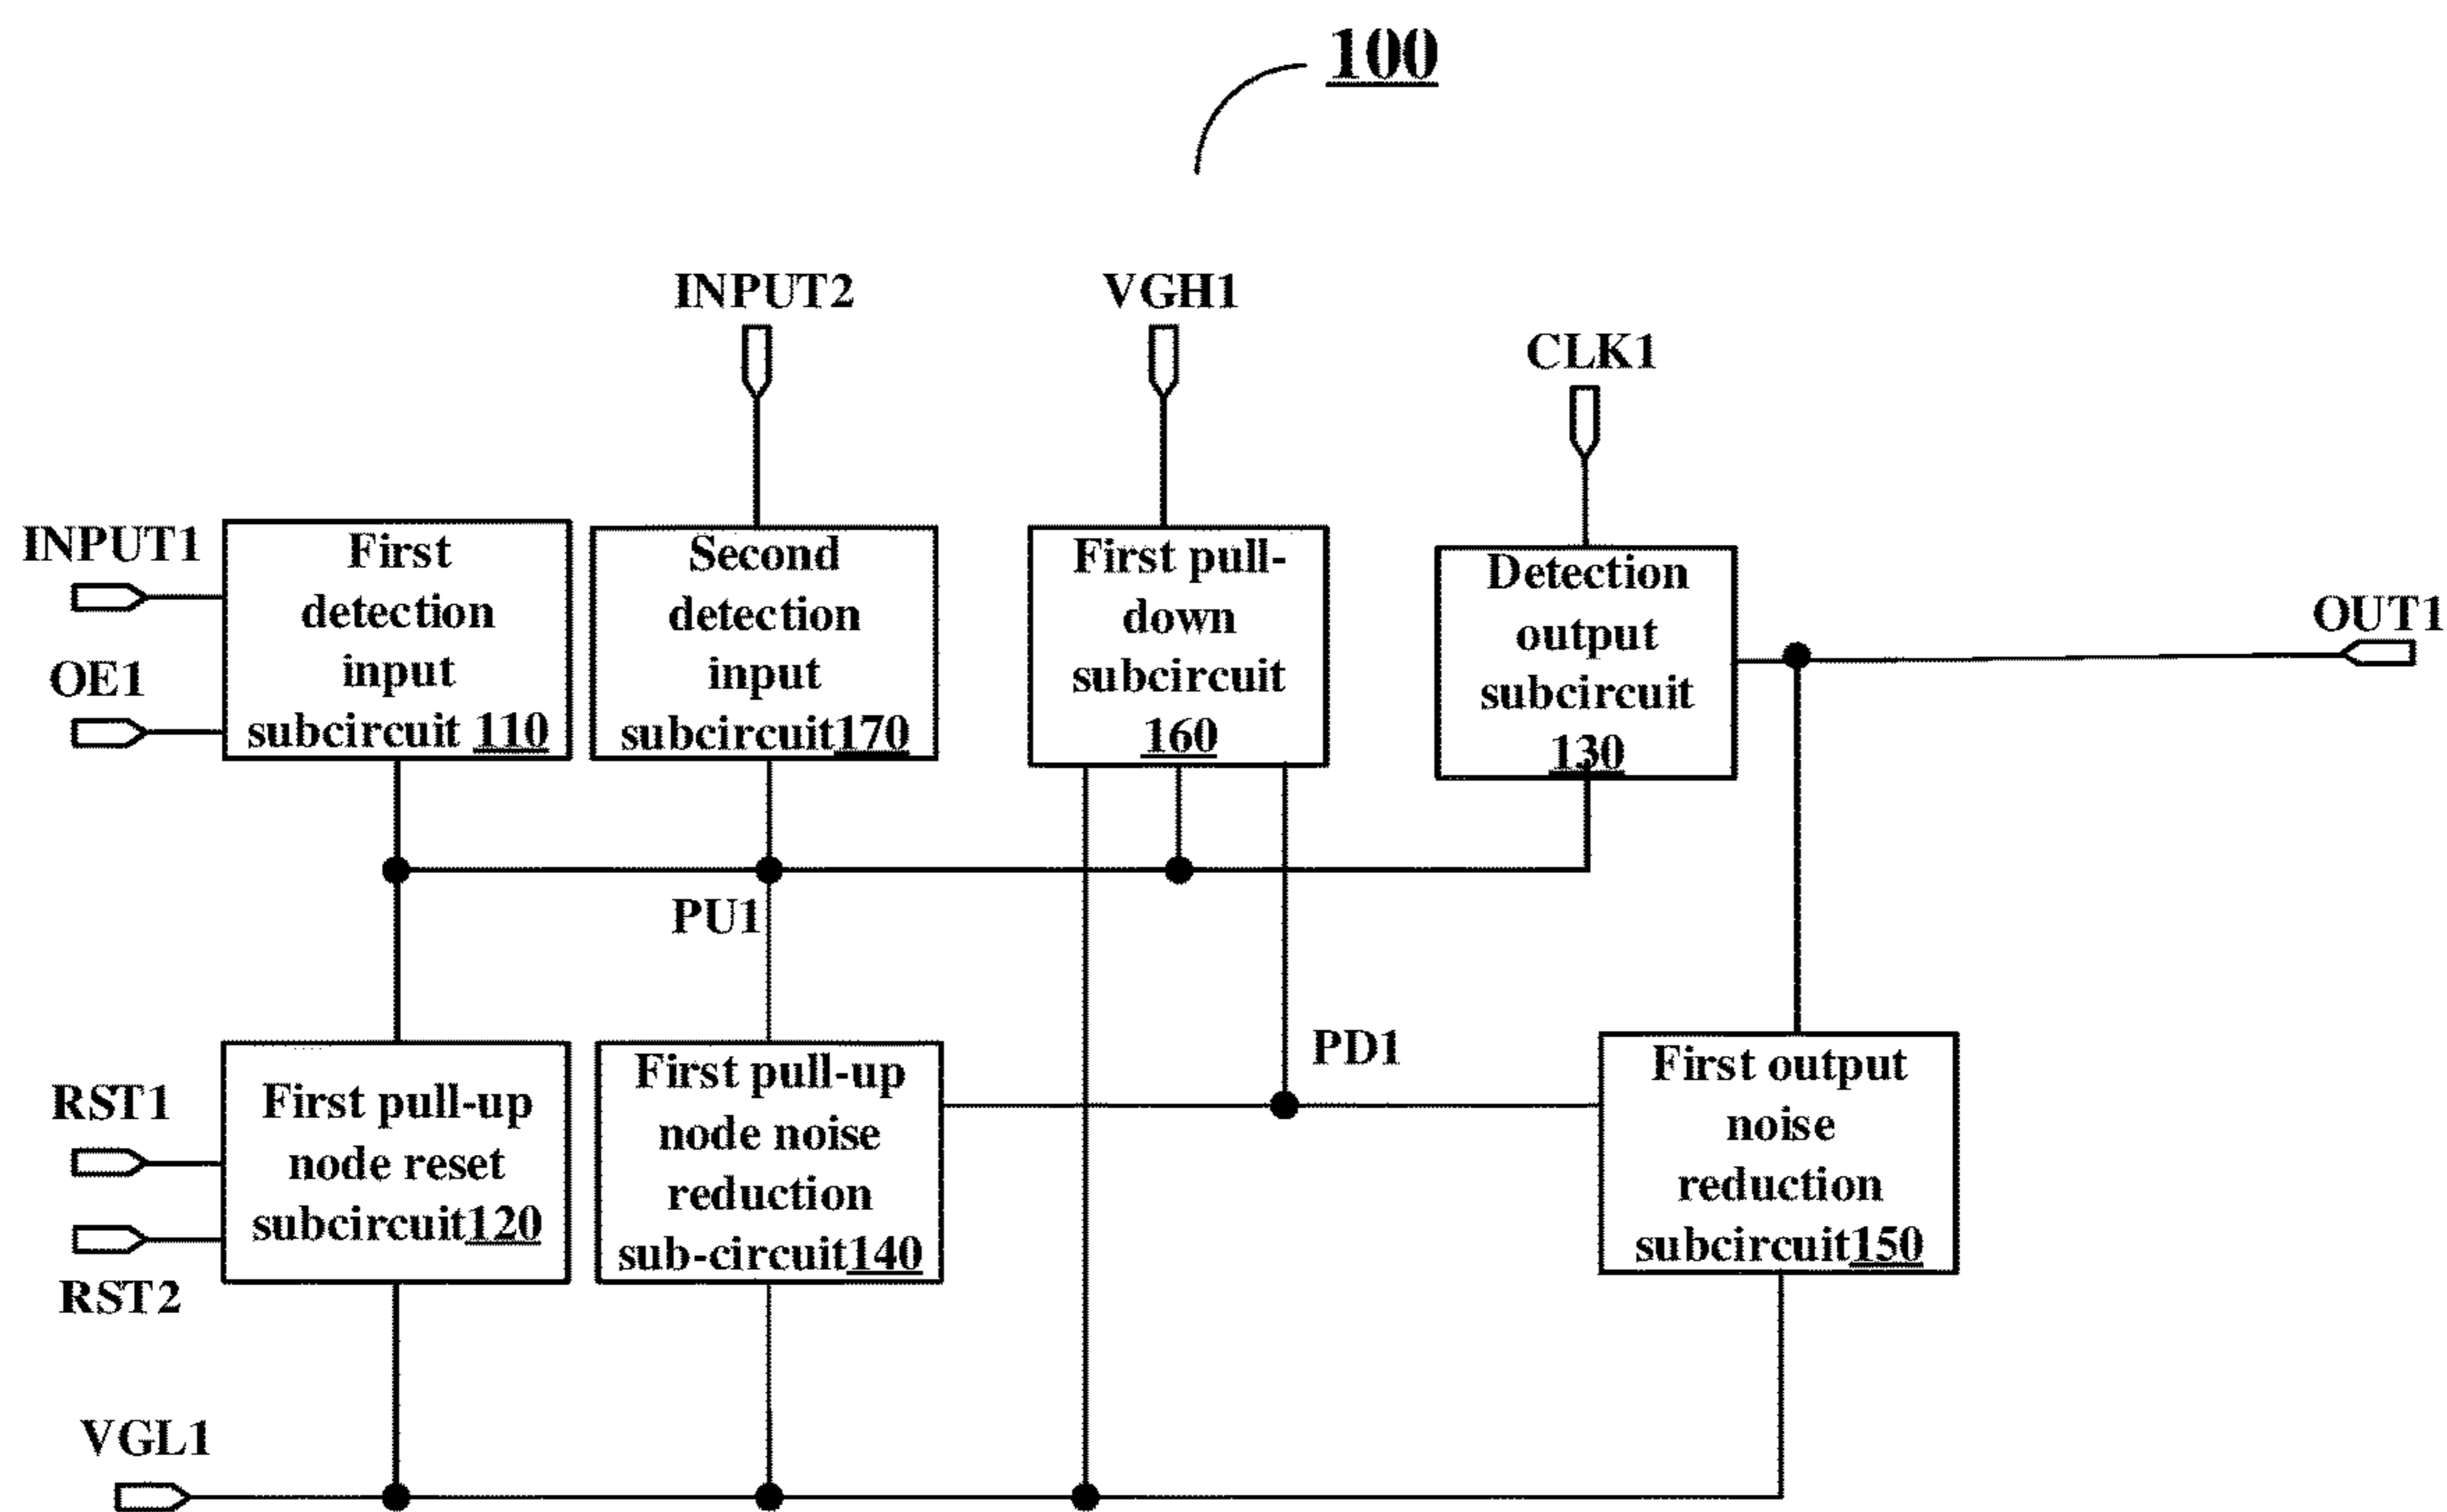 100
INPUT2
VGH1
CLK1
INPUT1
OE1
First
detection
input
subcircuit 110
Second
detection
input
subcircuit170
First pull-
down
subcircuit
160
Detection
output
subcircuit
130
OUT1
PU1
PD1
RST1
RST2
First pull-up
node reset
subcircuit120
First pull-up
node noise
reduction
sub-circuit140
First output
noise
reduction
subcircuit150
VGL1